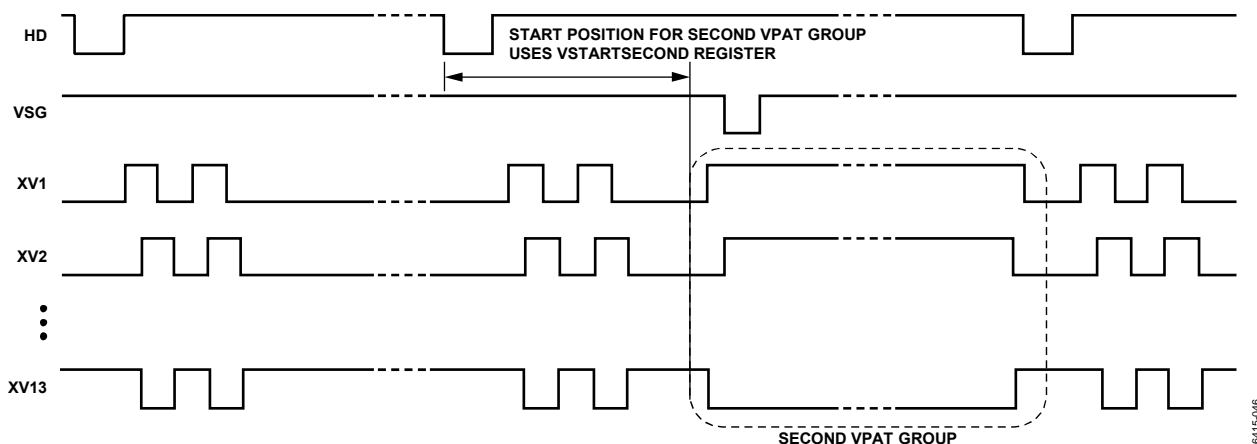 HD
START POSITION FOR SECOND VPAT GROUP
USES VSTARTSECOND REGISTER
VSG
XV1
XV2
XV13
SECOND VPAT GROUP